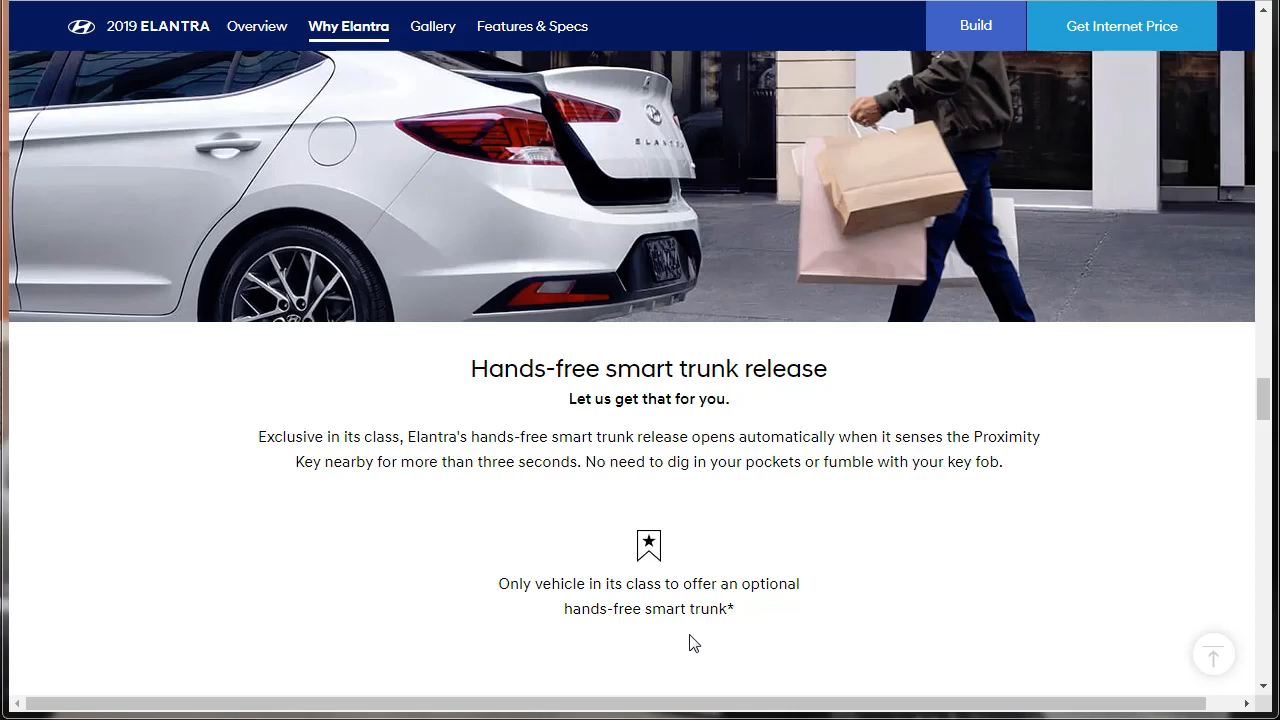 2019 ELANTRA Overview Why Elantra Gallery Features & Specs Build Get Internet Price
ELANTRA
Hands-free smart trunk release
Let us get that for you.
Exclusive in its class, Elantra's hands-free smart trunk release opens automatically when it senses the Proximity
Key nearby for more than three seconds. No need to dig in your pockets or fumble with your key fob.
Only vehicle in its class to offer an optional
hands-free smart trunk*